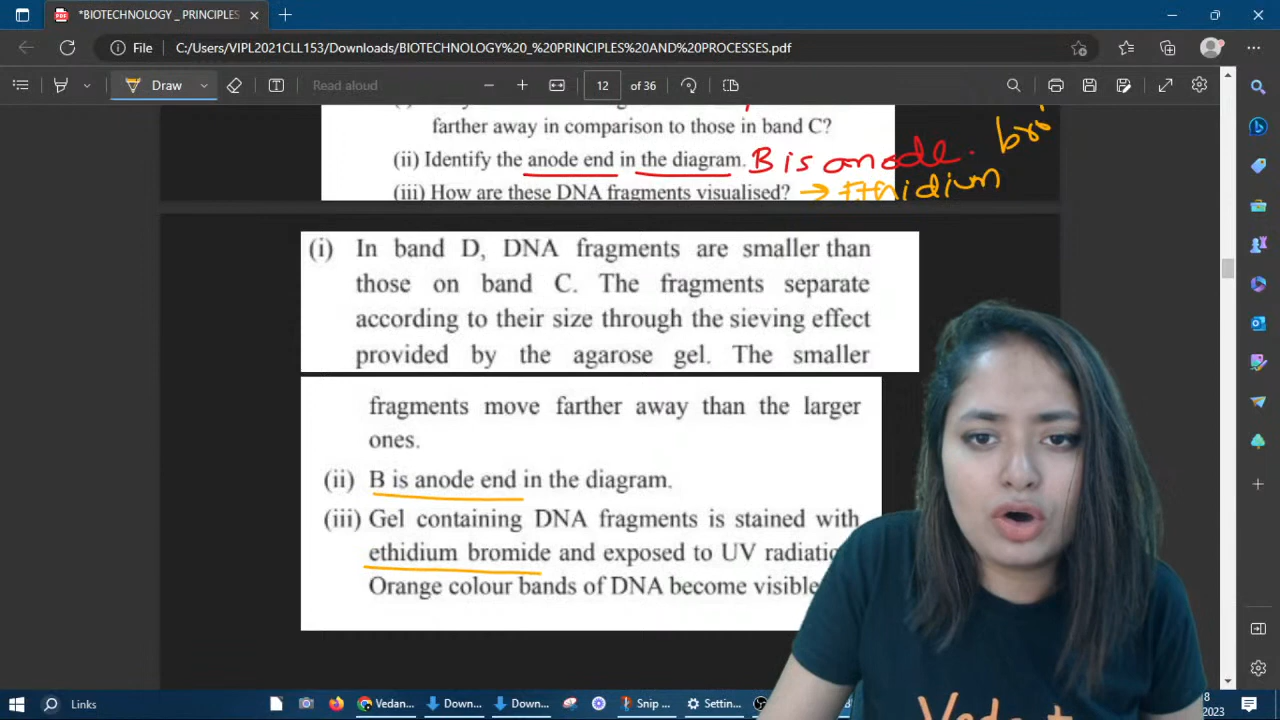 *BIOTECHNOLOGY _ PRINCIPLES
File C:/Users/VIPL2021CLL153/Downloads/BIOTECHNOLOGY%20_%20PRINCIPLES%20AND%20PROCESSES.pdf
Draw Read aloud 12 of 36
farther away in comparison to those in band C?
(ii) Identify the anode end in the diagram. B is anode.
(iii) How are these DNA fragments visualised? → Ethidium
bro
(i) In band D, DNA fragments are smaller than
those on band C. The fragments separate
according to their size through the sieving effect
provided by the agarose gel. The smaller
fragments move farther away than the larger
ones.
(ii) B is anode end in the diagram.
(iii) Gel containing DNA fragments is stained with
ethidium bromide and exposed to UV radiatio
Orange colour bands of DNA become visible
Links Vedan... Down... Down... Snip ... Settin... 8
2023